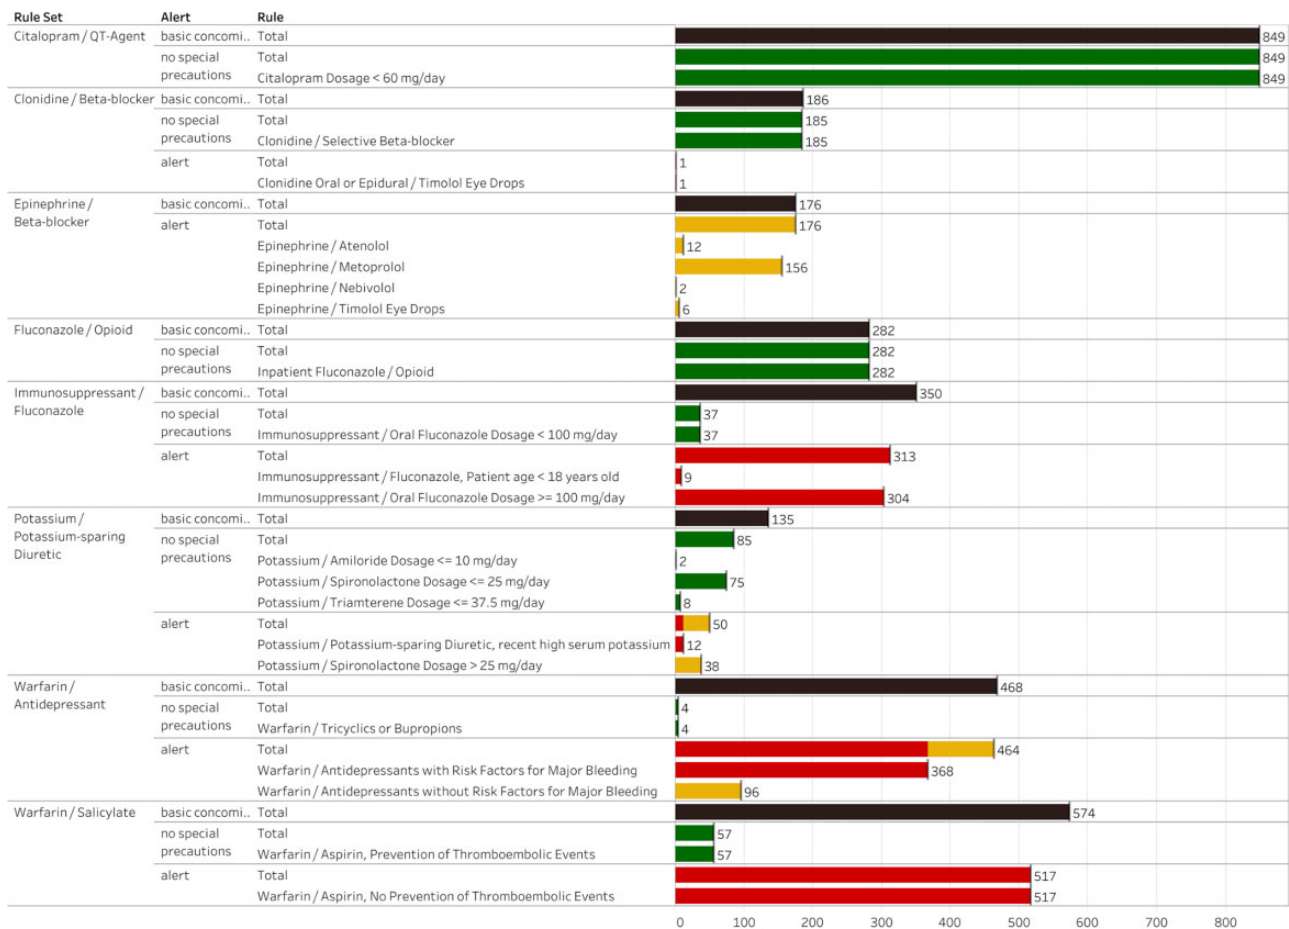 Rule Set Alert Rule
Citalopram / QT-Agent basic concomi.. Total 849
no special precautions Total 849
Citalopram Dosage < 60 mg/day 849
Clonidine / Beta-blocker basic concomi.. Total 186
no special precautions Total 185
Clonidine / Selective Beta-blocker 185
alert Total 1
Clonidine Oral or Epidural / Timolol Eye Drops 1
Epinephrine / Beta-blocker basic concomi.. Total 176
alert Total 176
Epinephrine / Atenolol 12
Epinephrine / Metoprolol 156
Epinephrine / Nebivolol 2
Epinephrine / Timolol Eye Drops 6
Fluconazole / Opioid basic concomi.. Total 282
no special precautions Total 282
Inpatient Fluconazole / Opioid 282
Immunosuppressant / Fluconazole basic concomi.. Total 350
no special precautions Total 37
Immunosuppressant / Oral Fluconazole Dosage < 100 mg/day 37
alert Total 313
Immunosuppressant / Fluconazole, Patient age < 18 years old 9
Immunosuppressant / Oral Fluconazole Dosage >= 100 mg/day 304
Potassium / Potassium-sparing Diuretic basic concomi.. Total 135
no special precautions Total 85
Potassium / Amiloride Dosage <= 10 mg/day 2
Potassium / Spironolactone Dosage <= 25 mg/day 75
Potassium / Triamterene Dosage <= 37.5 mg/day 8
alert Total 50
Potassium / Potassium-sparing Diuretic, recent high serum potassium 12
Potassium / Spironolactone Dosage > 25 mg/day 38
Warfarin / Antidepressant basic concomi.. Total 468
no special precautions Total 4
Warfarin / Tricyclics or Bupropions 4
alert Total 464
Warfarin / Antidepressants with Risk Factors for Major Bleeding 368
Warfarin / Antidepressants without Risk Factors for Major Bleeding 96
Warfarin / Salicylate basic concomi.. Total 574
no special precautions Total 57
Warfarin / Aspirin, Prevention of Thromboembolic Events 57
alert Total 517
Warfarin / Aspirin, No Prevention of Thromboembolic Events 517
0 100 200 300 400 500 600 700 800